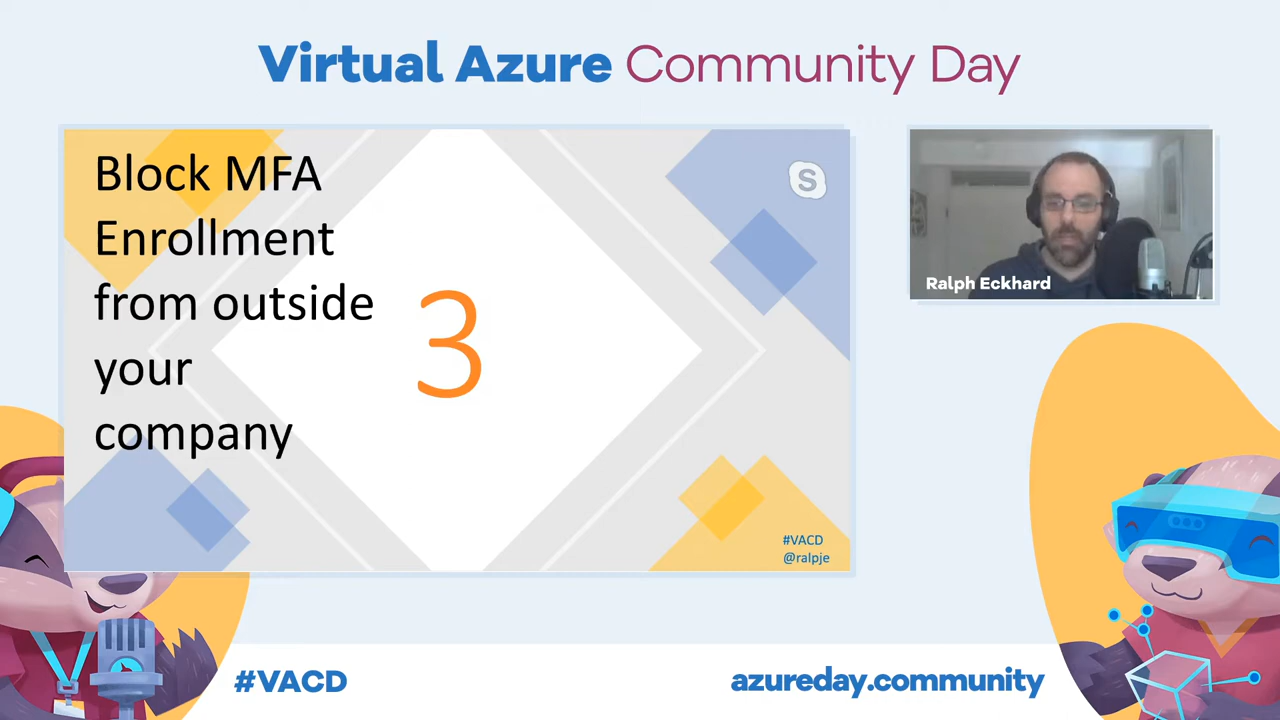 Virtual Azure Community Day
Block MFA
Enrollment
from outside
your
company
3
S
#VACD
@ralpje
Ralph Eckhard
#VACD
azureday.community